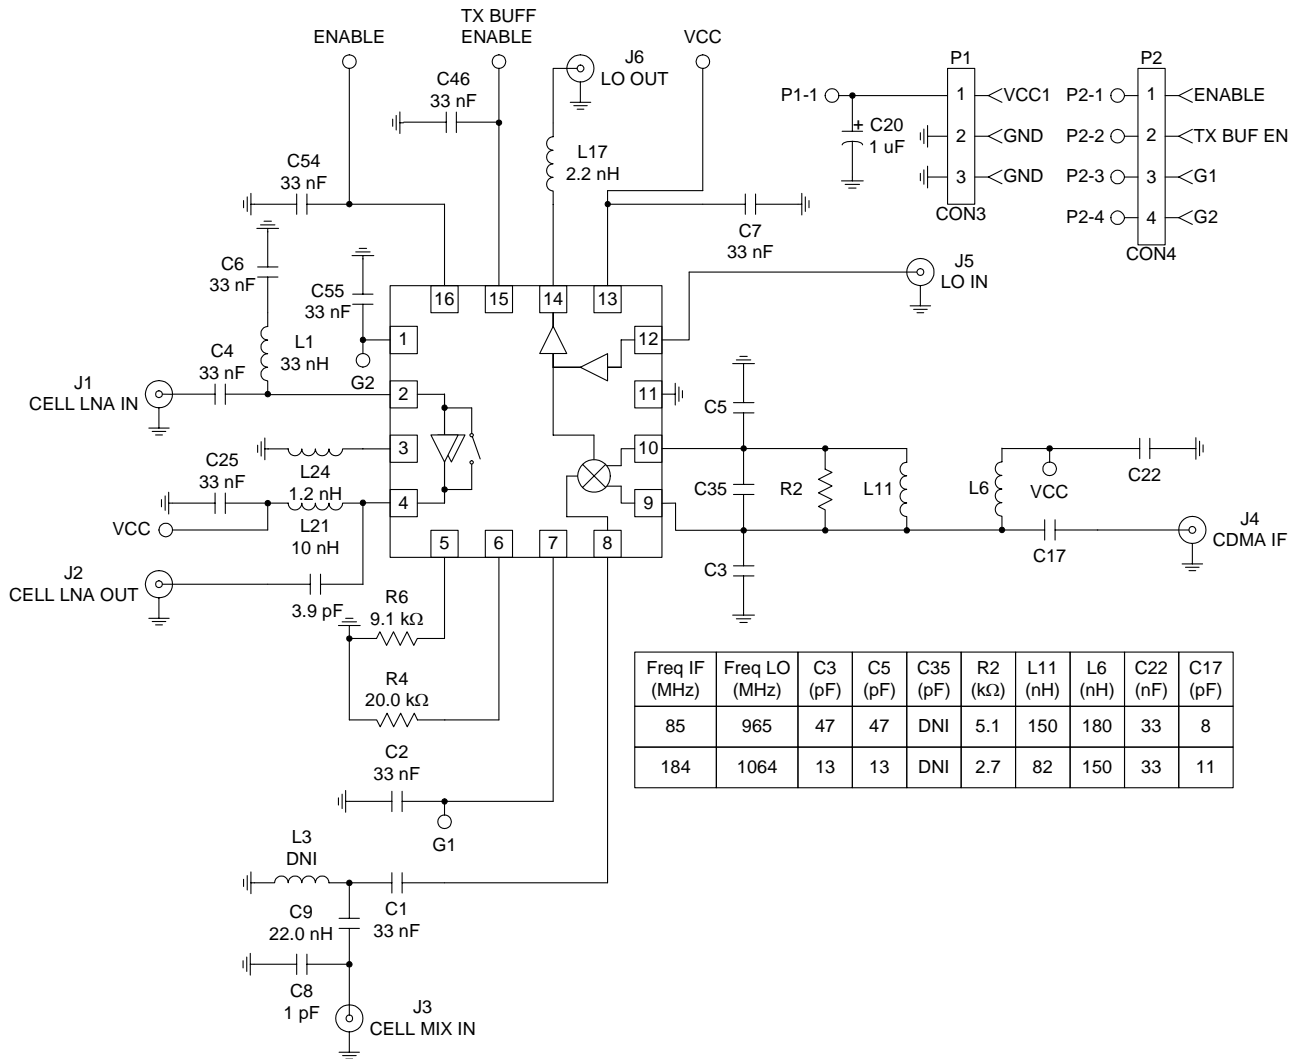 ENABLE
TX BUFF
ENABLE
J6
LO OUT
VCC
C46
33 nF
L17
2.2 nH
C54
33 nF
C7
33 nF
P1-1
C20
1 uF
+
P1
1
VCC1
2
GND
3
GND
CON3
P2
P2-1
1
ENABLE
P2-2
2
TX BUF EN
P2-3
3
G1
P2-4
4
G2
CON4
C6
33 nF
C55
33 nF
L1
33 nH
C4
33 nF
G2
J1
CELL LNA IN
J5
LO IN
16
15
14
13
1
2
3
4
12
11
10
9
5
6
7
8
C25
33 nF
L24
1.2 nH
VCC
L21
10 nH
J2
CELL LNA OUT
3.9 pF
C5
C35
R2
L11
L6
VCC
C22
C3
C17
J4
CDMA IF
R6
9.1 kΩ
R4
20.0 kΩ
C2
33 nF
G1
L3
DNI
C9
22.0 nH
C1
33 nF
C8
1 pF
J3
CELL MIX IN
Freq IF (MHz) Freq LO (MHz) C3 (pF) C5 (pF) C35 (pF) R2 (kΩ) L11 (nH) L6 (nH) C22 (nF) C17 (pF)
85 965 47 47 DNI 5.1 150 180 33 8
184 1064 13 13 DNI 2.7 82 150 33 11